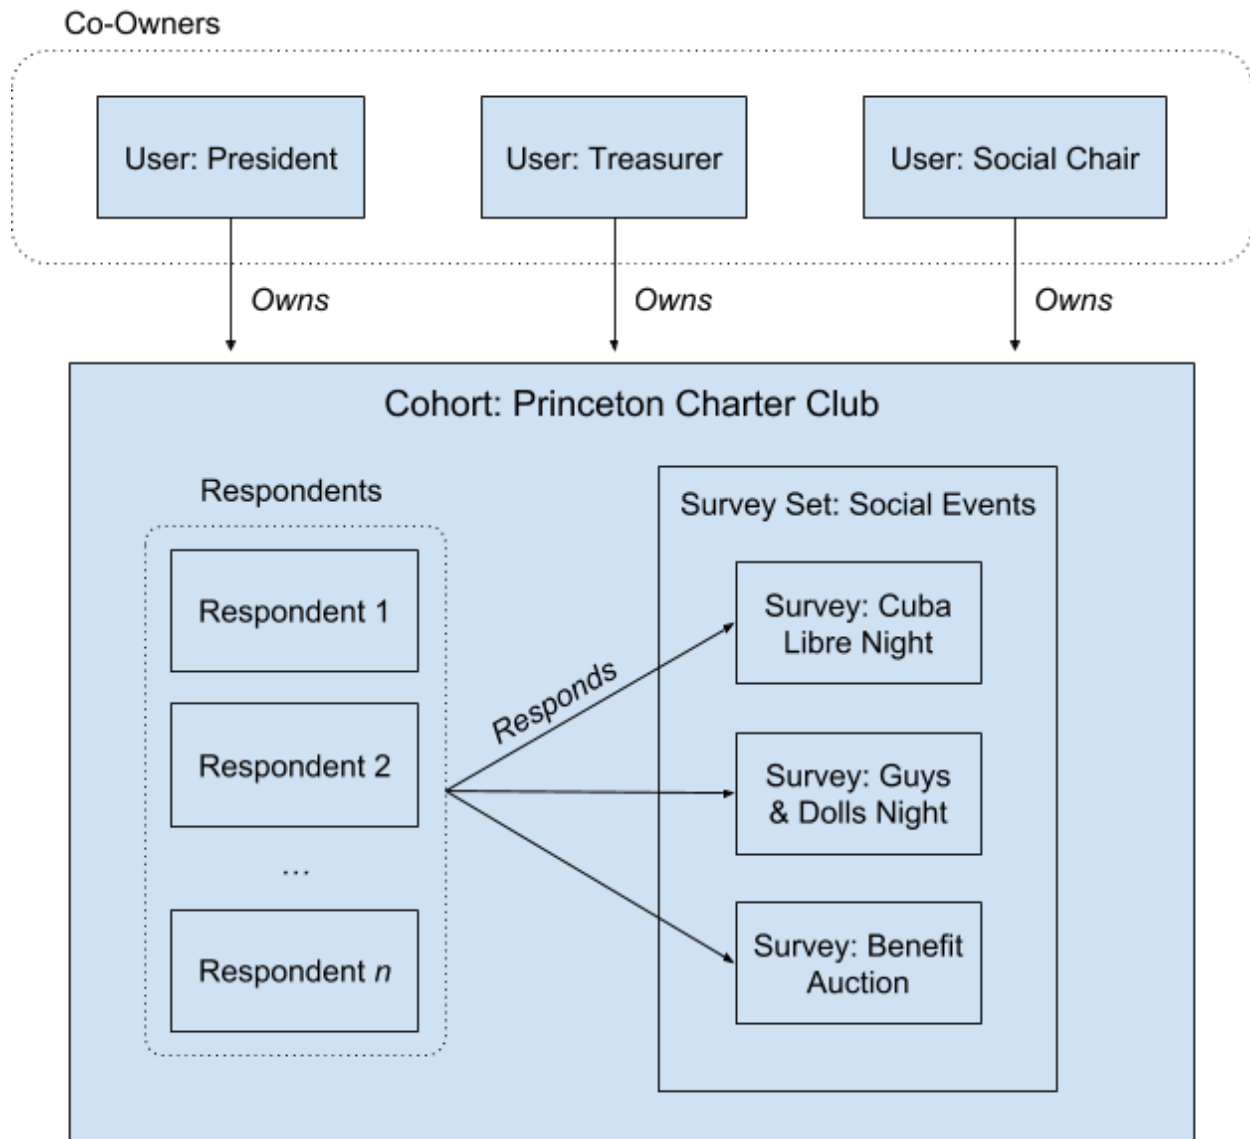 Co-Owners
User: President
User: Treasurer
User: Social Chair
Owns
Owns
Owns
Cohort: Princeton Charter Club
Respondents
Respondent 1
Respondent 2
...
Respondent n
Responds
Survey Set: Social Events
Survey: Cuba
Libre Night
Survey: Guys
& Dolls Night
Survey: Benefit
Auction